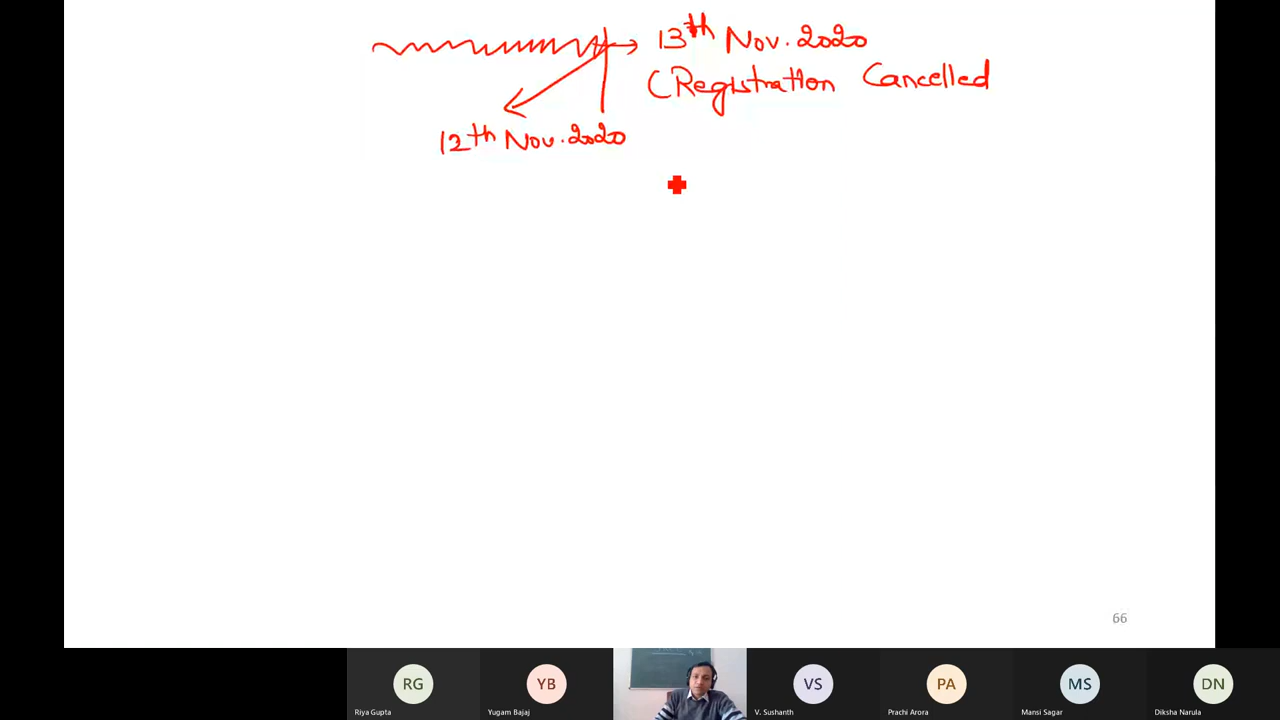 13th Nov. 2020
(Registration Cancelled
12th Nov. 2020
66
RG
YB
VS
PA
MS
DN
Riya Gupta
Yugam Bajaj
V. Sushanth
Prachi Arora
Mansi Sagar
Diksha Narula